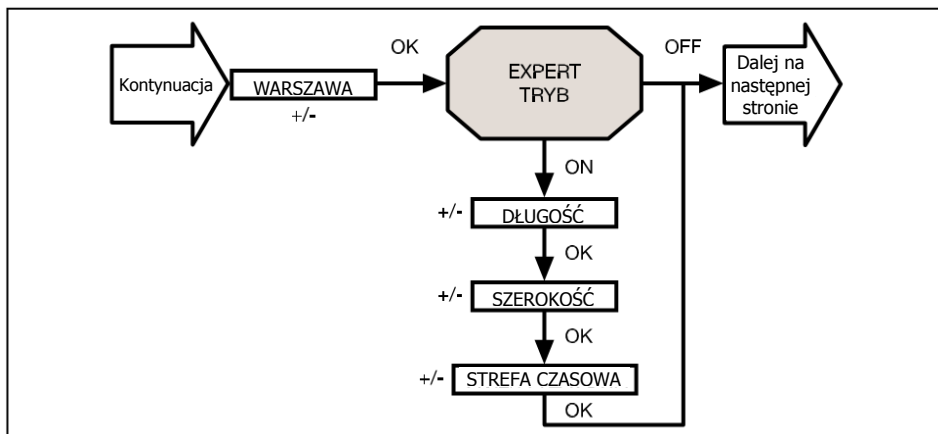 Kontynuacja
WARSZAWA
+/-
OK
EXPERT
TRYB
OFF
Dalej na
następnej
stronie
ON
+/-
DŁUGOŚĆ
OK
+/-
SZEROKOŚĆ
OK
+/-
STREFA CZASOWA
OK